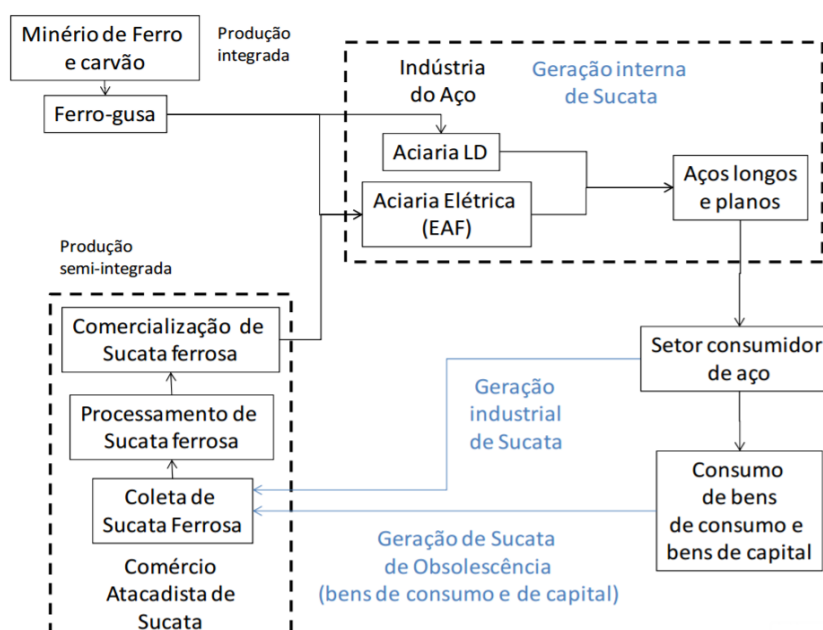 Minério de Ferro
e carvão
Produção
integrada
Ferro-gusa
Indústria
do Aço
Geração interna
de Sucata
Aciaria LD
Aciaria Elétrica
(EAF)
Aços longos
e planos
Produção
semi-integrada
Comercialização de
Sucata ferrosa
Processamento de
Sucata ferrosa
Coleta de
Sucata Ferrosa
Comércio
Atacadista de
Sucata
Setor consumidor
de aço
Geração
industrial
de Sucata
Consumo
de bens
de consumo e
bens de capital
Geração de Sucata
de Obsolescência
(bens de consumo e de capital)